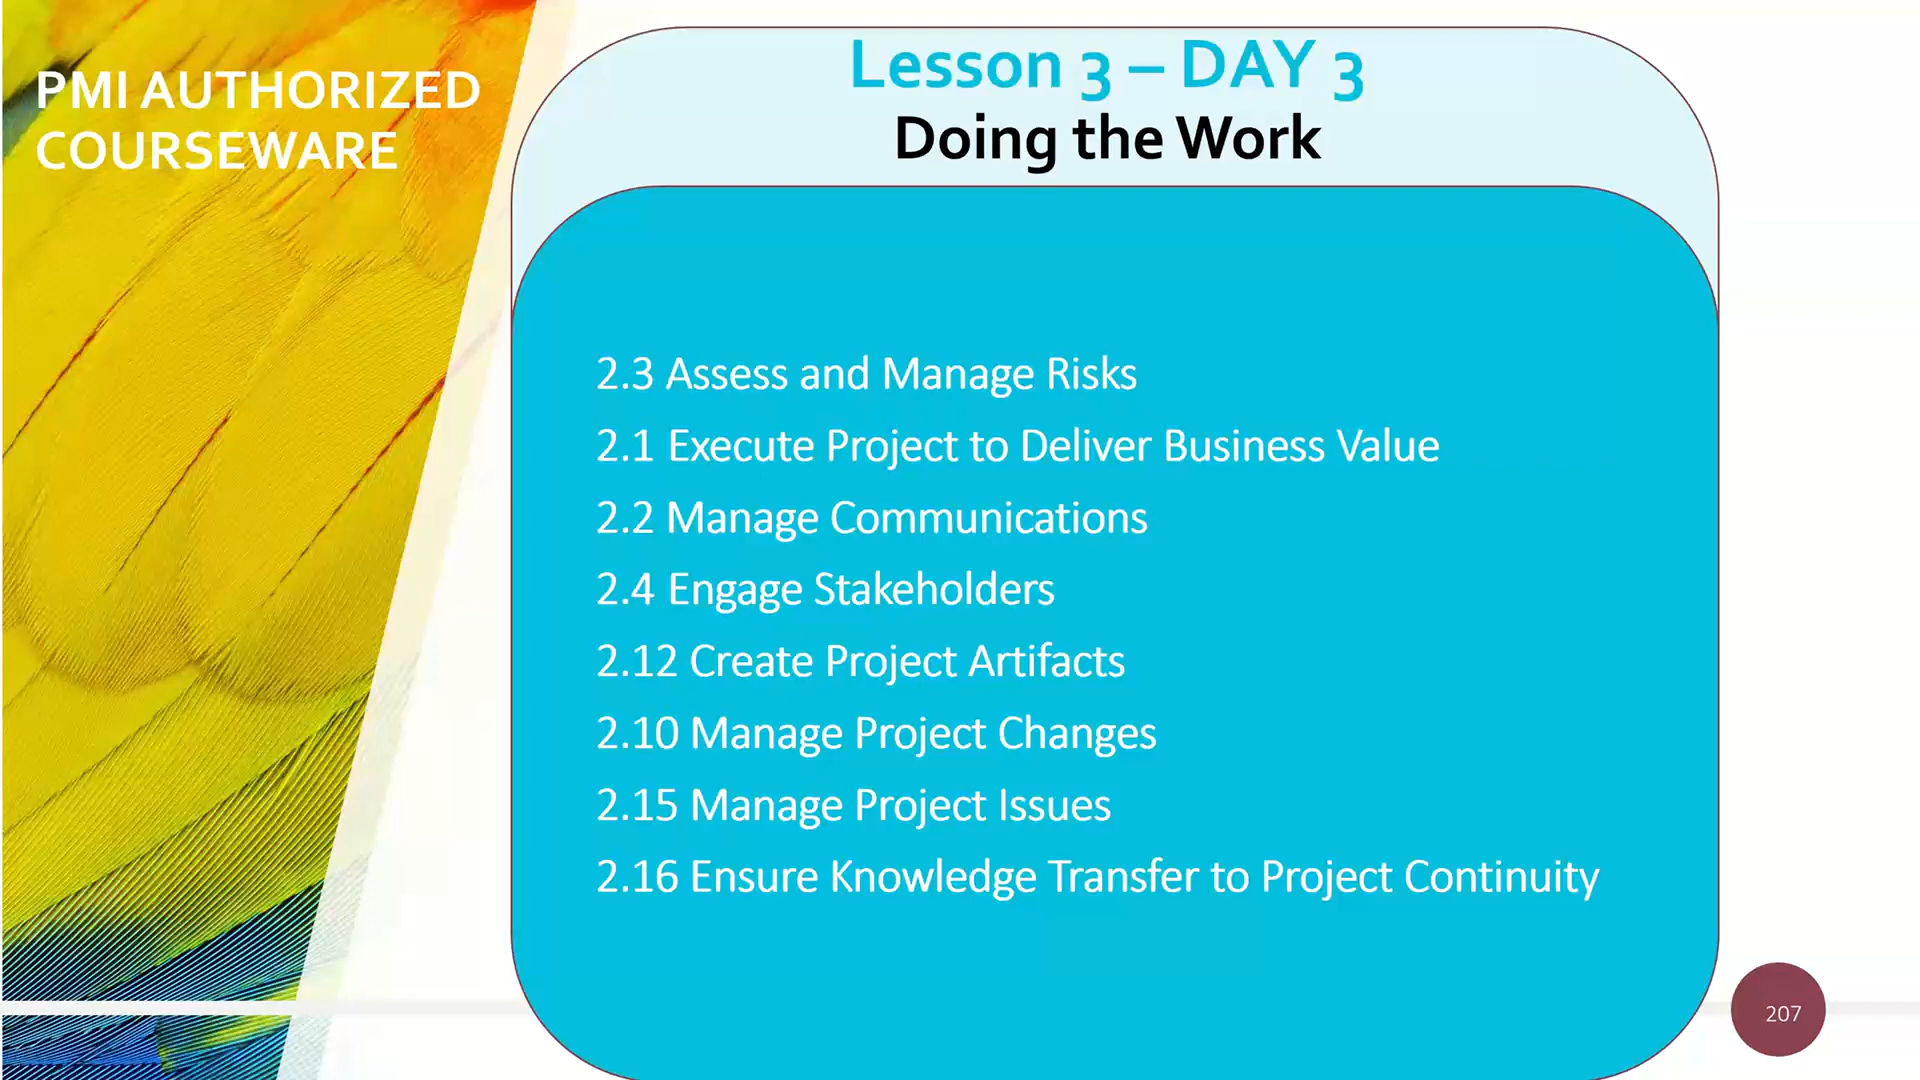 PMI AUTHORIZED
COURSEWARE
Lesson 3 – DAY 3
Doing the Work
2.3 Assess and Manage Risks
2.1 Execute Project to Deliver Business Value
2.2 Manage Communications
2.4 Engage Stakeholders
2.12 Create Project Artifacts
2.10 Manage Project Changes
2.15 Manage Project Issues
2.16 Ensure Knowledge Transfer to Project Continuity
207